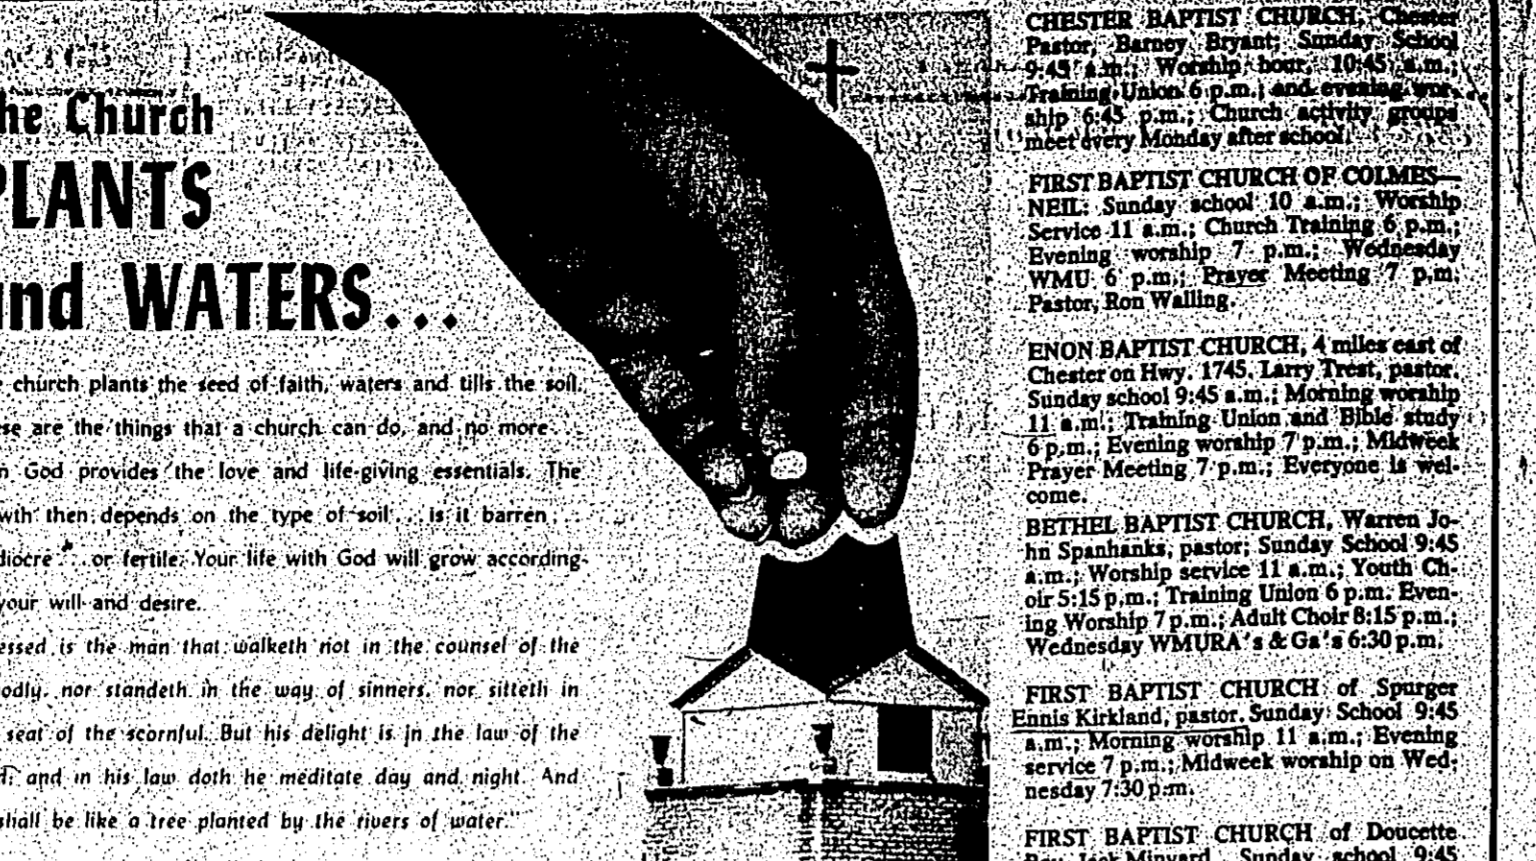 he Church
PLANTS
and WATERS...
church plants the seed of faith, waters and tills the soil.
se are the things that a church can do, and no more...
n God provides the love and life-giving essentials. The
wth then depends on the type of soil... is it barren
diocre... or fertile. Your life with God will grow according-
your will and desire.
essed is the man that walketh not in the counsel of the
odly, nor standeth in the way of sinners, nor sitteth in
seat of the scornful. But his delight is in the law of the
d; and in his law doth he meditate day and night. And
shall be like a tree planted by the rivers of water."
CHESTER BAPTIST CHURCH, Chester
Pastor, Barney Bryant; Sunday School
9:45 a.m.; Worship hour, 10:45 a.m.;
Training Union 6 p.m.; and evening wor-
ship 6:45 p.m.; Church activity groups
meet every Monday after school.
FIRST BAPTIST CHURCH OF COLMES-
NEIL: Sunday school 10 a.m.; Worship
Service 11 a.m.; Church Training 6 p.m.;
Evening worship 7 p.m.; Wednesday
WMU 6 p.m.; Prayer Meeting 7 p.m.
Pastor, Ron Walling.
ENON BAPTIST CHURCH, 4 miles east of
Chester on Hwy. 1745. Larry Trest, pastor.
Sunday school 9:45 a.m.; Morning worship
11 a.m.; Training Union and Bible study
6 p.m.; Evening worship 7 p.m.; Midweek
Prayer Meeting 7 p.m.; Everyone is wel-
come.
BETHEL BAPTIST CHURCH, Warren Jo-
hn Spanhanks, pastor; Sunday School 9:45
a.m.; Worship service 11 a.m.; Youth Ch-
oir 5:15 p.m.; Training Union 6 p.m. Even-
ing Worship 7 p.m.; Adult Choir 8:15 p.m.;
Wednesday WMURA's & Ga's 6:30 p.m.
FIRST BAPTIST CHURCH of Spurger
Ennis Kirkland, pastor. Sunday School 9:45
a.m.; Morning worship 11 a.m.; Evening
service 7 p.m.; Midweek worship on Wed-
nesday 7:30 p.m.
FIRST BAPTIST CHURCH of Doucette
Rev. Jack Minyard. Sunday school 9:45